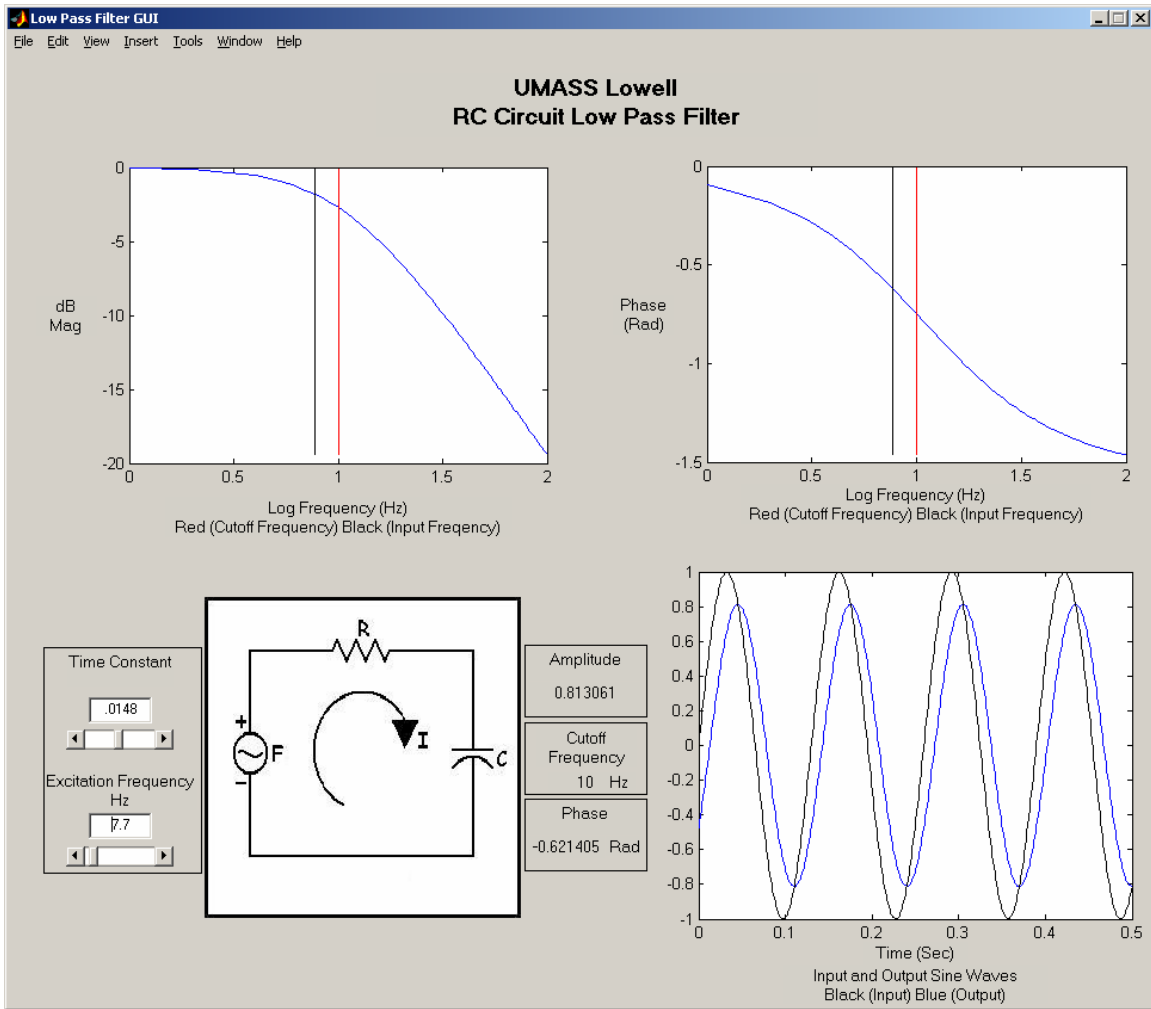 Low Pass Filter GUI
File Edit View Insert Tools Window Help
UMASS Lowell
RC Circuit Low Pass Filter
0
-5
-10
-15
-20
dB
Mag
0 0.5 1 1.5 2
Log Frequency (Hz)
Red (Cutoff Frequency) Black (Input Freqency)
0
-0.5
-1
-1.5
Phase
(Rad)
0 0.5 1 1.5 2
Log Frequency (Hz)
Red (Cutoff Frequency) Black (Input Frequency)
Time Constant
.0148
Excitation Frequency
Hz
7.7
R
+
F
-
I
C
Amplitude
0.813061
Cutoff
Frequency
10 Hz
Phase
-0.621405 Rad
1
0.8
0.6
0.4
0.2
0
-0.2
-0.4
-0.6
-0.8
-1
0 0.1 0.2 0.3 0.4 0.5
Time (Sec)
Input and Output Sine Waves
Black (Input) Blue (Output)